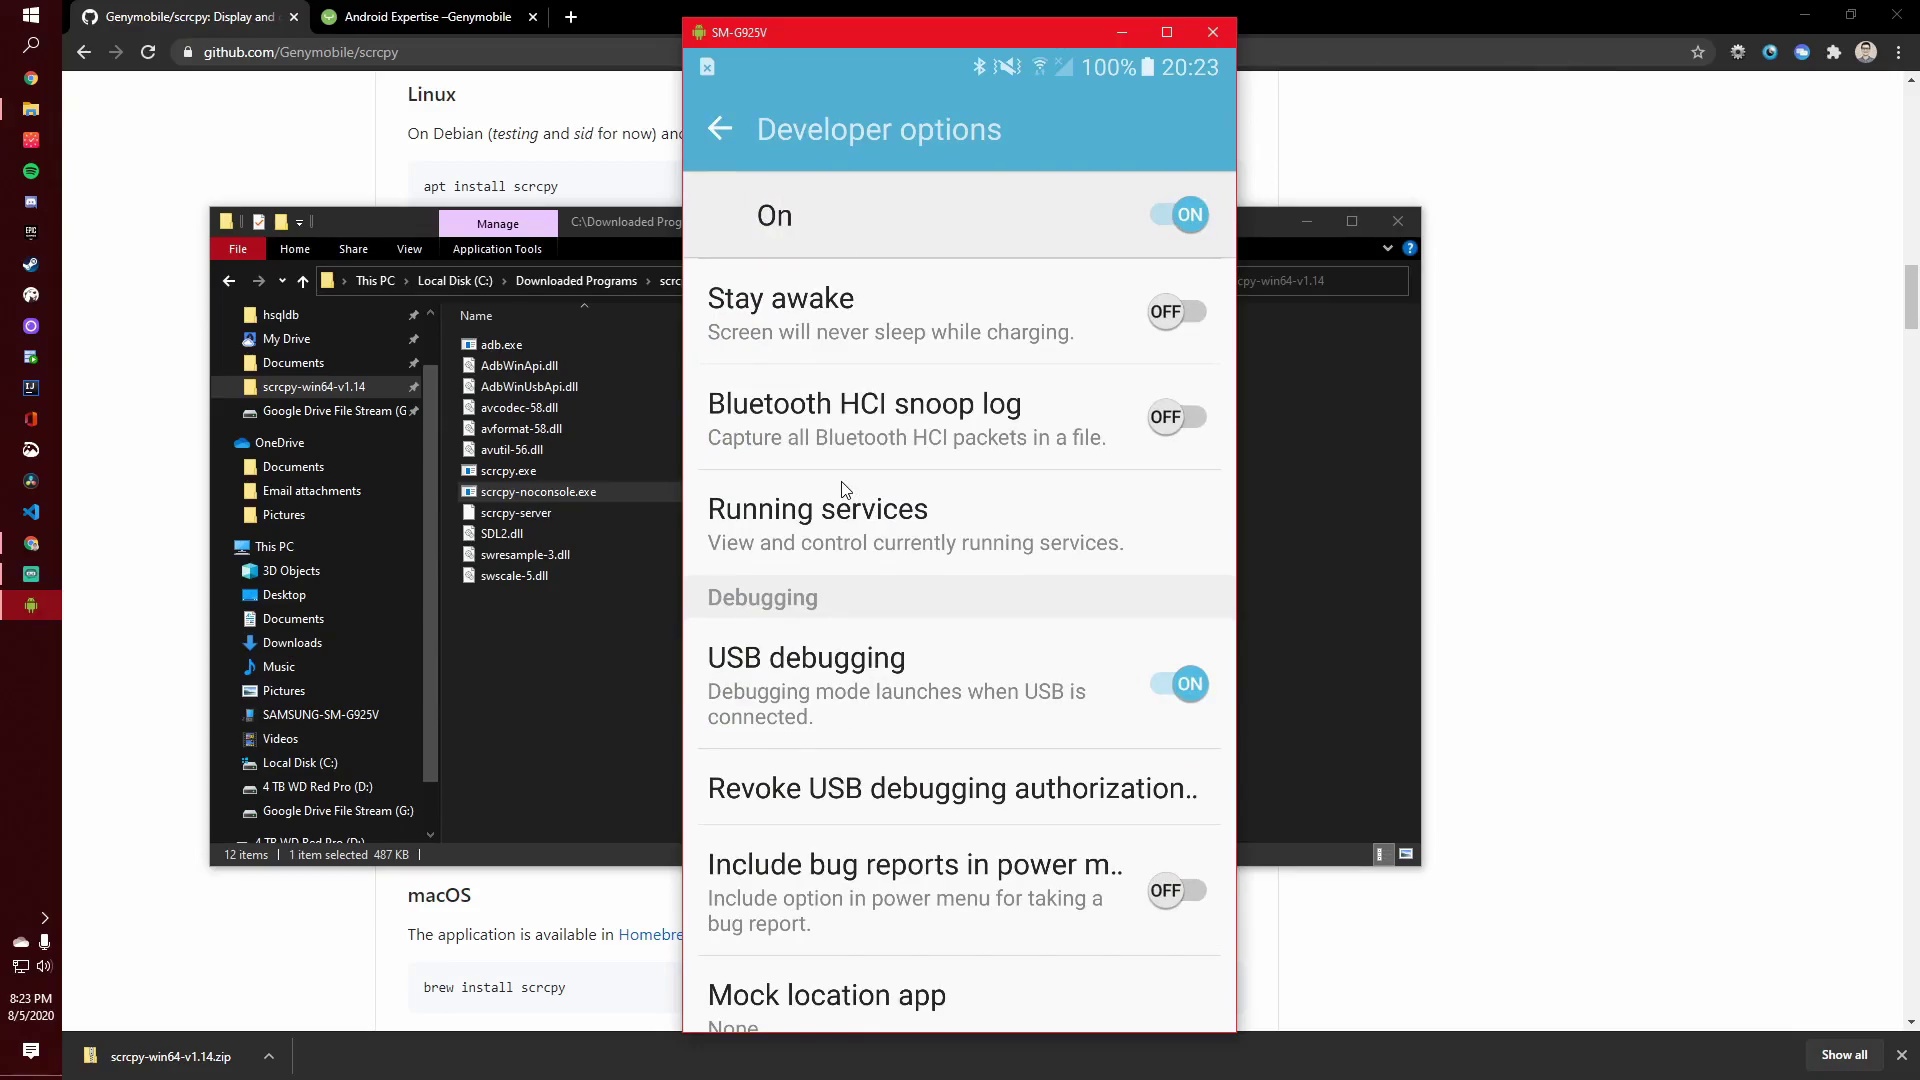 Genymobile/scrcpy: Display and
Android Expertise –Genymobile
github.com/Genymobile/scrcpy
Linux
On Debian (testing and sid for now) and
apt install scrcpy
Manage
C:\Downloaded Prog
File
Home
Share
View
Application Tools
This PC
Local Disk (C:)
Downloaded Programs
scrc
cpy-win64-v1.14
hsqldb
My Drive
Documents
scrcpy-win64-v1.14
Google Drive File Stream (G
OneDrive
Documents
Email attachments
Pictures
This PC
3D Objects
Desktop
Documents
Downloads
Music
Pictures
SAMSUNG-SM-G925V
Videos
Local Disk (C:)
4 TB WD Red Pro (D:)
Google Drive File Stream (G:)
4 TB WD Red Pro (D:)
Name
adb.exe
AdbWinApi.dll
AdbWinUsbApi.dll
avcodec-58.dll
avformat-58.dll
avutil-56.dll
scrcpy.exe
scrcpy-noconsole.exe
scrcpy-server
SDL2.dll
swresample-3.dll
swscale-5.dll
12 items
1 item selected 487 KB
SM-G925V
100% 20:23
Developer options
On
ON
Stay awake
Screen will never sleep while charging.
OFF
Bluetooth HCI snoop log
Capture all Bluetooth HCI packets in a file.
OFF
Running services
View and control currently running services.
Debugging
USB debugging
Debugging mode launches when USB is
connected.
ON
Revoke USB debugging authorization..
Include bug reports in power m..
Include option in power menu for taking a
bug report.
OFF
Mock location app
None
macOS
The application is available in Homebre
brew install scrcpy
EPIC
IJ
8:23 PM
8/5/2020
scrcpy-win64-v1.14.zip
Show all